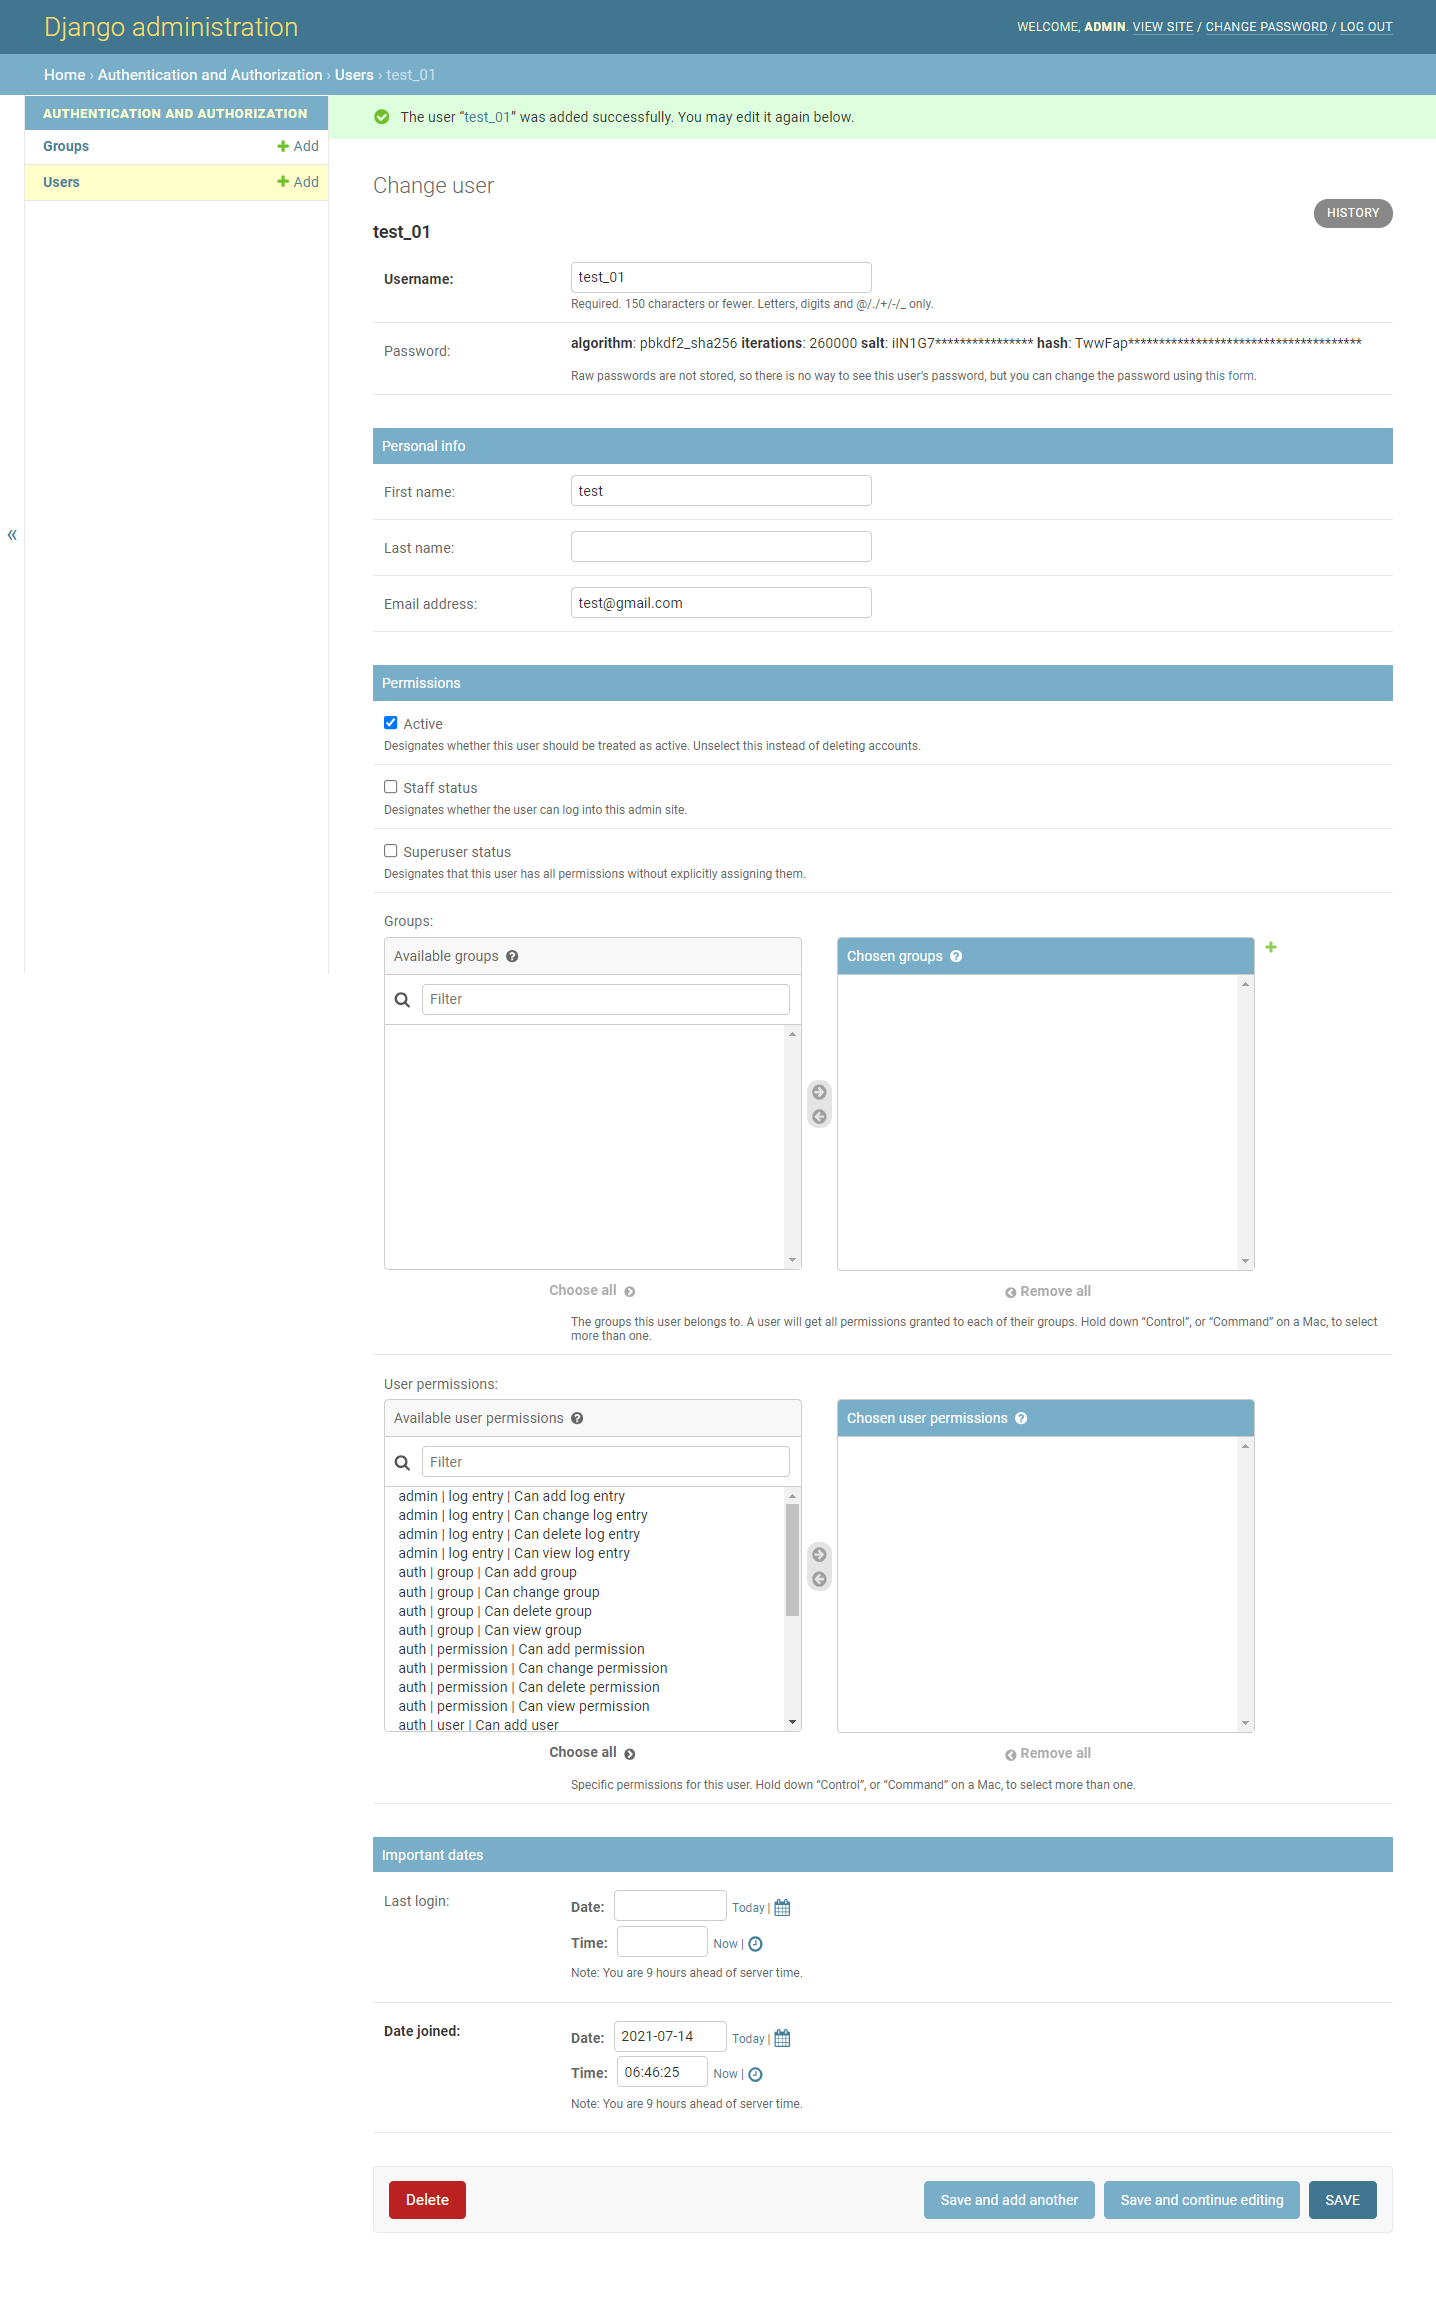 Django administration
WELCOME, ADMIN. VIEW SITE / CHANGE PASSWORD / LOG OUT
Home › Authentication and Authorization › Users › test_01
AUTHENTICATION AND AUTHORIZATION
Groups
Add
Users
Add
«
The user “test_01” was added successfully. You may edit it again below.
Change user
HISTORY
test_01
Username:
test_01
Required. 150 characters or fewer. Letters, digits and @/./+/-/_ only.
Password:
algorithm: pbkdf2_sha256 iterations: 260000 salt: iIN1G7**************** hash: TwwFap**************************************
Raw passwords are not stored, so there is no way to see this user’s password, but you can change the password using this form.
Personal info
First name:
test
Last name:
Email address:
test@gmail.com
Permissions
Active
Designates whether this user should be treated as active. Unselect this instead of deleting accounts.
Staff status
Designates whether the user can log into this admin site.
Superuser status
Designates that this user has all permissions without explicitly assigning them.
Groups:
Available groups
Filter
Choose all
Chosen groups
Remove all
The groups this user belongs to. A user will get all permissions granted to each of their groups. Hold down “Control”, or “Command” on a Mac, to select
more than one.
User permissions:
Available user permissions
Filter
admin | log entry | Can add log entry
admin | log entry | Can change log entry
admin | log entry | Can delete log entry
admin | log entry | Can view log entry
auth | group | Can add group
auth | group | Can change group
auth | group | Can delete group
auth | group | Can view group
auth | permission | Can add permission
auth | permission | Can change permission
auth | permission | Can delete permission
auth | permission | Can view permission
auth | user | Can add user
Choose all
Chosen user permissions
Remove all
Specific permissions for this user. Hold down “Control”, or “Command” on a Mac, to select more than one.
Important dates
Last login:
Date:
Today |
Time:
Now |
Note: You are 9 hours ahead of server time.
Date joined:
Date: 2021-07-14 Today |
Time: 06:46:25 Now |
Note: You are 9 hours ahead of server time.
Delete
Save and add another
Save and continue editing
SAVE